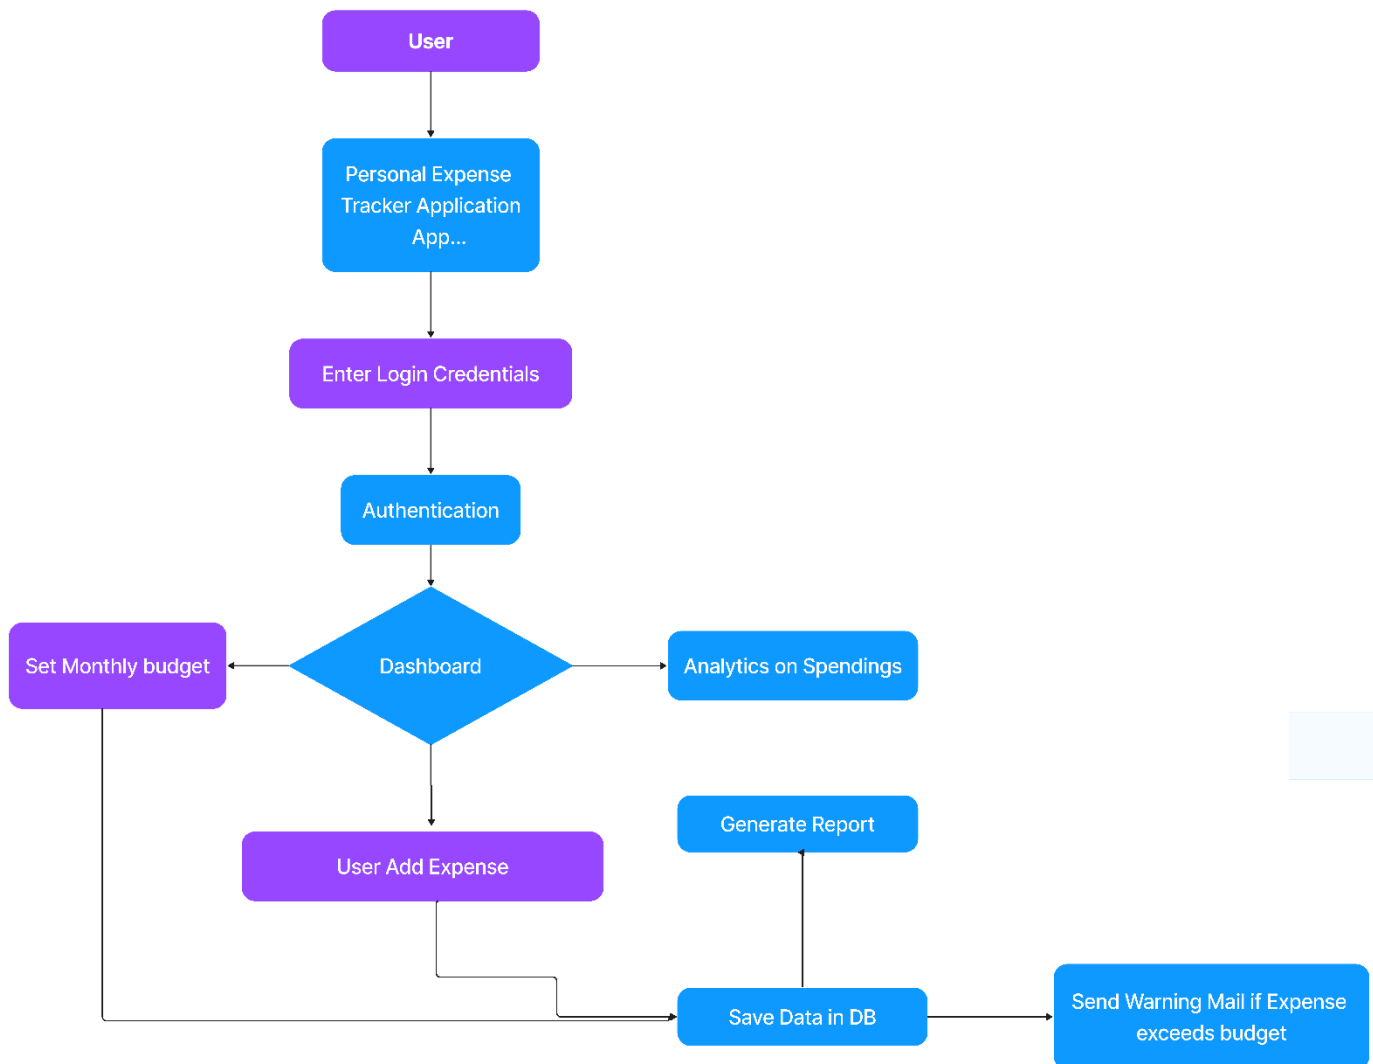 User
Personal Expense
Tracker Application
App...
Enter Login Credentials
Authentication
Set Monthly budget
Dashboard
Analytics on Spendings
Generate Report
User Add Expense
Save Data in DB
Send Warning Mail if Expense
exceeds budget